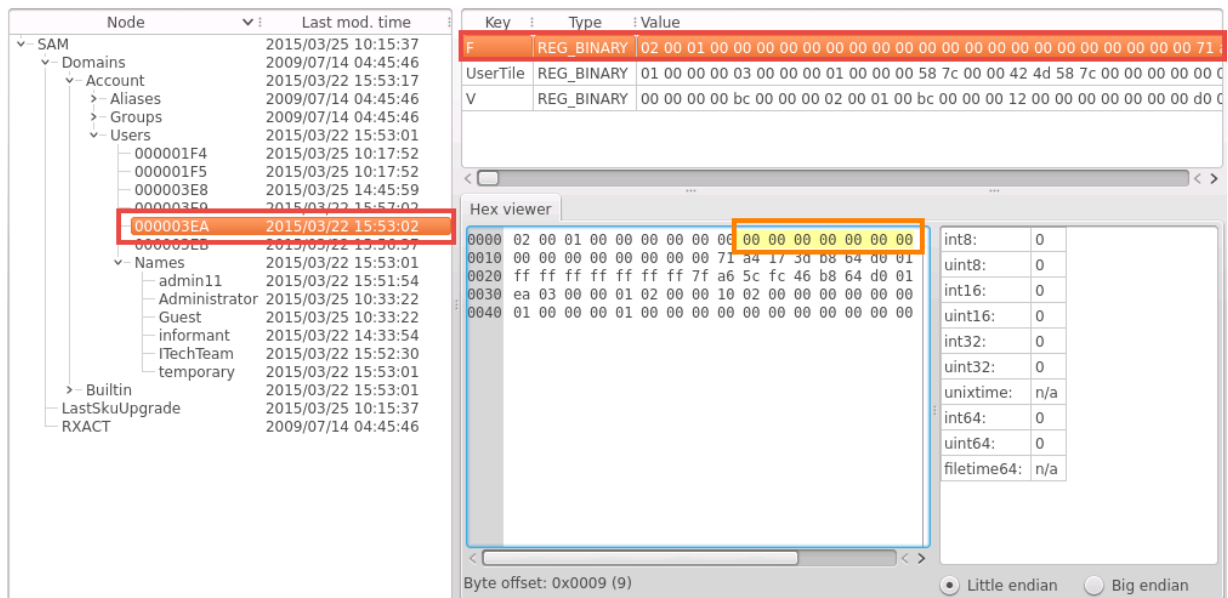 Node Last mod. time
SAM 2015/03/25 10:15:37
Domains 2009/07/14 04:45:46
Account 2015/03/22 15:53:17
Aliases 2009/07/14 04:45:46
Groups 2009/07/14 04:45:46
Users 2015/03/22 15:53:01
000001F4 2015/03/25 10:17:52
000001F5 2015/03/25 10:17:52
000003E8 2015/03/25 14:45:59
000003E9 2015/03/22 15:57:02
000003EA 2015/03/22 15:53:02
000003EB 2015/03/22 15:56:37
Names 2015/03/22 15:53:01
admin11 2015/03/22 15:51:54
Administrator 2015/03/25 10:33:22
Guest 2015/03/25 10:33:22
informant 2015/03/22 14:33:54
ITechTeam 2015/03/22 15:52:30
temporary 2015/03/22 15:53:01
Builtin 2015/03/22 15:53:01
LastSkuUpgrade 2015/03/25 10:15:37
RXACT 2009/07/14 04:45:46
Key Type Value
F REG_BINARY 02 00 01 00 00 00 00 00 00 00 00 00 00 00 00 00 00 00 00 00 00 00 00 00 71
UserTile REG_BINARY 01 00 00 00 03 00 00 00 01 00 00 00 58 7c 00 00 42 4d 58 7c 00 00 00 00 00
V REG_BINARY 00 00 00 00 bc 00 00 00 02 00 01 00 bc 00 00 00 12 00 00 00 00 00 00 00 d0
Hex viewer
0000 02 00 01 00 00 00 00 00 00 00 00 00 00 00 00 00
0010 00 00 00 00 00 00 00 00 71 a4 17 3d b8 64 d0 01
0020 ff ff ff ff ff ff ff 7f a6 5c fc 46 b8 64 d0 01
0030 ea 03 00 00 01 02 00 00 10 02 00 00 00 00 00 00
0040 01 00 00 00 01 00 00 00 00 00 00 00 00 00 00 00
int8: 0
uint8: 0
int16: 0
uint16: 0
int32: 0
uint32: 0
unixtime: n/a
int64: 0
uint64: 0
filetime64: n/a
Byte offset: 0x0009 (9)
Little endian Big endian